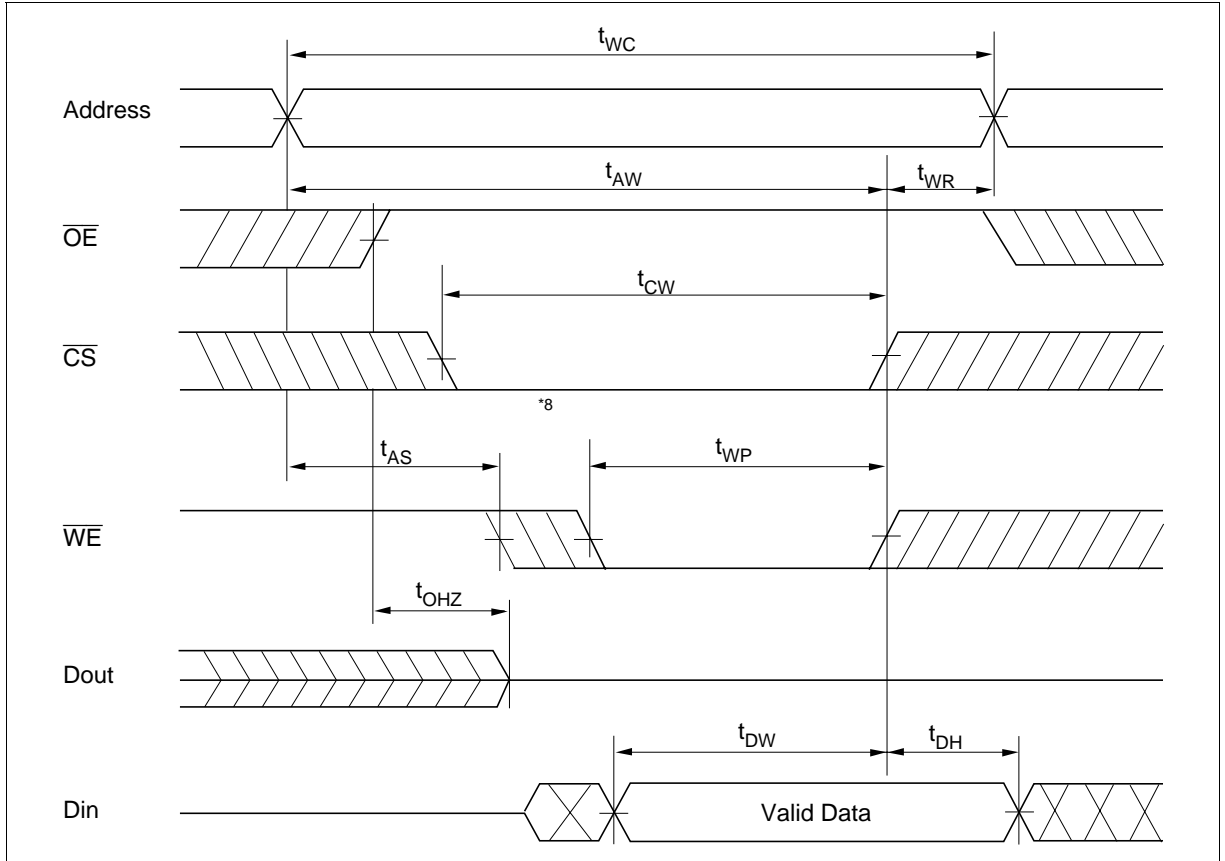 tWC
Address
tAW
tWR
OE
tCW
CS
*8
tAS
tWP
WE
tOHZ
Dout
tDW
tDH
Din
Valid Data